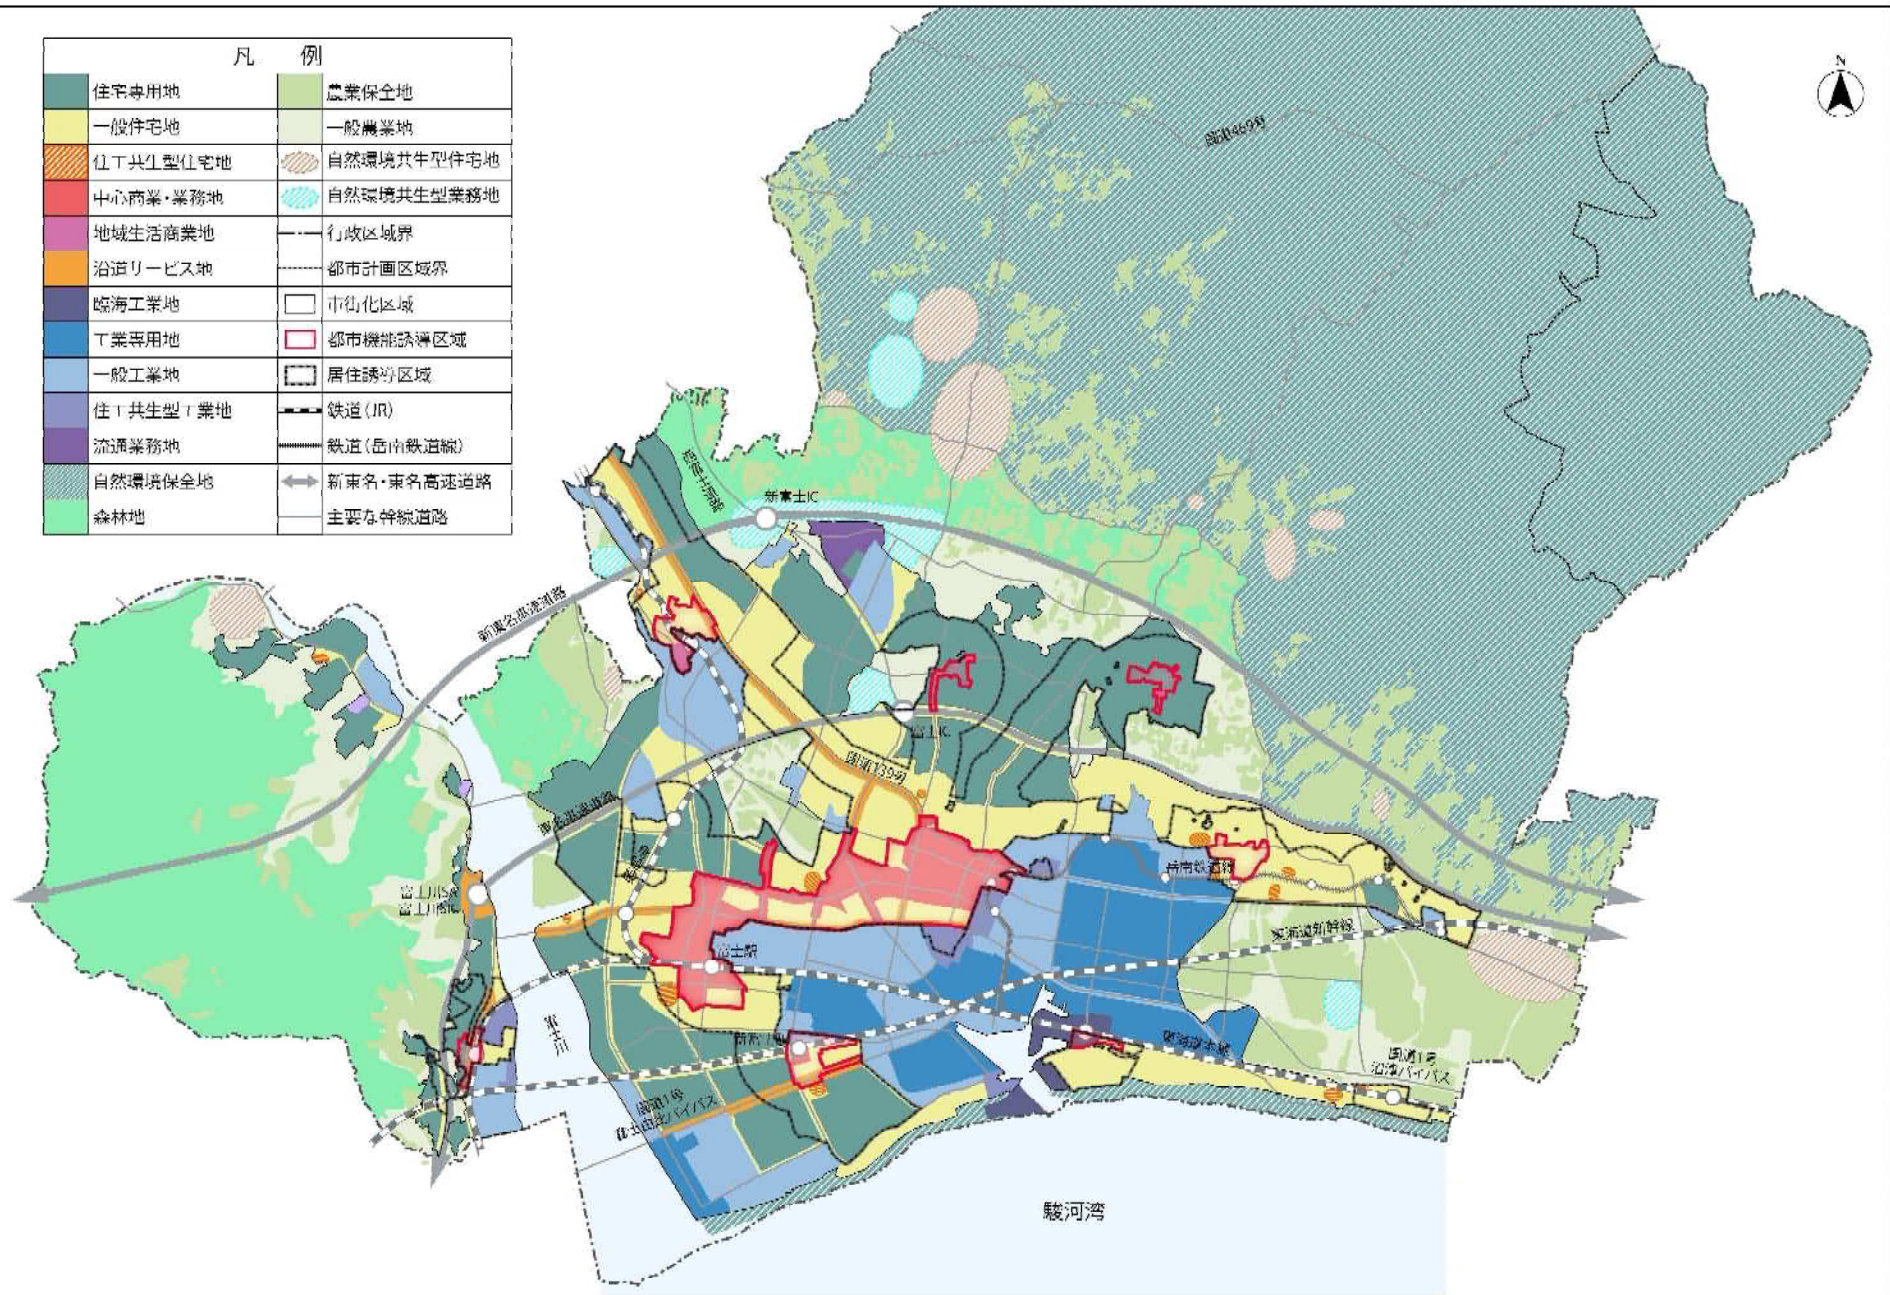 凡 例
住宅専用地
一般住宅地
住工共生型住宅地
中心商業・業務地
地域生活商業地
沿道サービス地
臨海工業地
工業専用地
一般工業地
住工共生型工業地
流通業務地
自然環境保全地
森林地
農業保全地
一般農業地
自然環境共生型住宅地
自然環境共生型業務地
行政区域界
都市計画区域界
市街化区域
都市機能誘導区域
居住誘導区域
鉄道(JR)
鉄道(岳南鉄道線)
新東名・東名高速道路
主要な幹線道路
N
国道469号
新富士IC
新東名高速道路
富士IC
国道139号
東名高速道路
岳南鉄道線
富士川SA
東海道新幹線
富士駅
富士川
東海道本線
国道1号
沼津バイパス
国道1号
富士由比バイパス
駿河湾